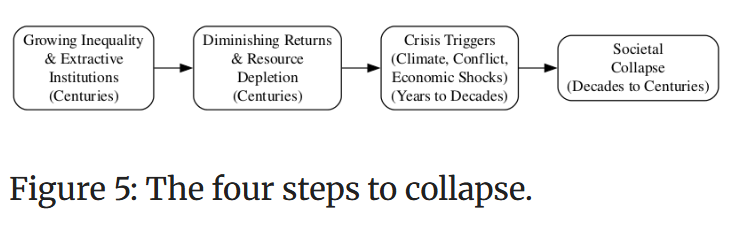 Growing Inequality
& Extractive
Institutions
(Centuries)
Diminishing Returns
& Resource
Depletion
(Centuries)
Crisis Triggers
(Climate, Conflict,
Economic Shocks)
(Years to Decades)
Societal
Collapse
(Decades to Centuries)
Figure 5: The four steps to collapse.